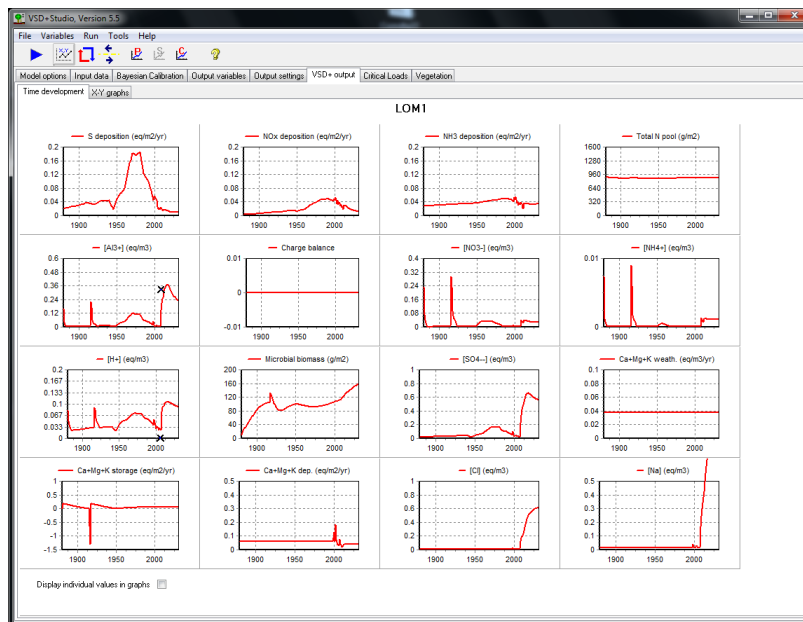 VSD+Studio, Version 5.5
File Variables Run Tools Help
Model options Input data Bayesian Calibration Output variables Output settings VSD+ output Critical Loads Vegetation
Time development X-Y graphs
LOM1
S deposition (eq/m2/yr) NOx deposition (eq/m2/yr) NH3 deposition (eq/m2/yr) Total N pool (g/m2)
0.2 0.2 0.2 1600
0.16 0.16 0.16 1280
0.12 0.12 0.12 960
0.08 0.08 0.08 640
0.04 0.04 0.04 320
0 0 0 0
1900 1950 2000 1900 1950 2000 1900 1950 2000 1900 1950 2000
[Al3+] (eq/m3) Charge balance [NO3-] (eq/m3) [NH4+] (eq/m3)
0.6 0.01 0.4 0.01
0.48 0.32
0.36 0.24
0 
0.24 0.16
0.12 0.08
0 -0.01 0 0
1900 1950 2000 1900 1950 2000 1900 1950 2000 1900 1950 2000
[H+] (eq/m3) Microbial biomass (g/m2) [SO4--] (eq/m3) Ca+Mg+K weath. (eq/m3/yr)
0.2 200 1 0.1
0.167 160 0.8 0.08
0.133
0.1 120 0.6 0.06
0.067 80 0.4 0.04
0.033 40 0.2 0.02
0 0 0 0
1900 1950 2000 1900 1950 2000 1900 1950 2000 1900 1950 2000
Ca+Mg+K storage (eq/m2/yr) Ca+Mg+K dep. (eq/m2/yr) [Cl] (eq/m3) [Na] (eq/m3)
1 0.5 1 0.5
0.5 0.4 0.8 0.4
0 0.3 0.6 0.3
-0.5 0.2 0.4 0.2
-1.0 0.1 0.2 0.1
-1.5 0 0 0
1900 1950 2000 1900 1950 2000 1900 1950 2000 1900 1950 2000
Display individual values in graphs